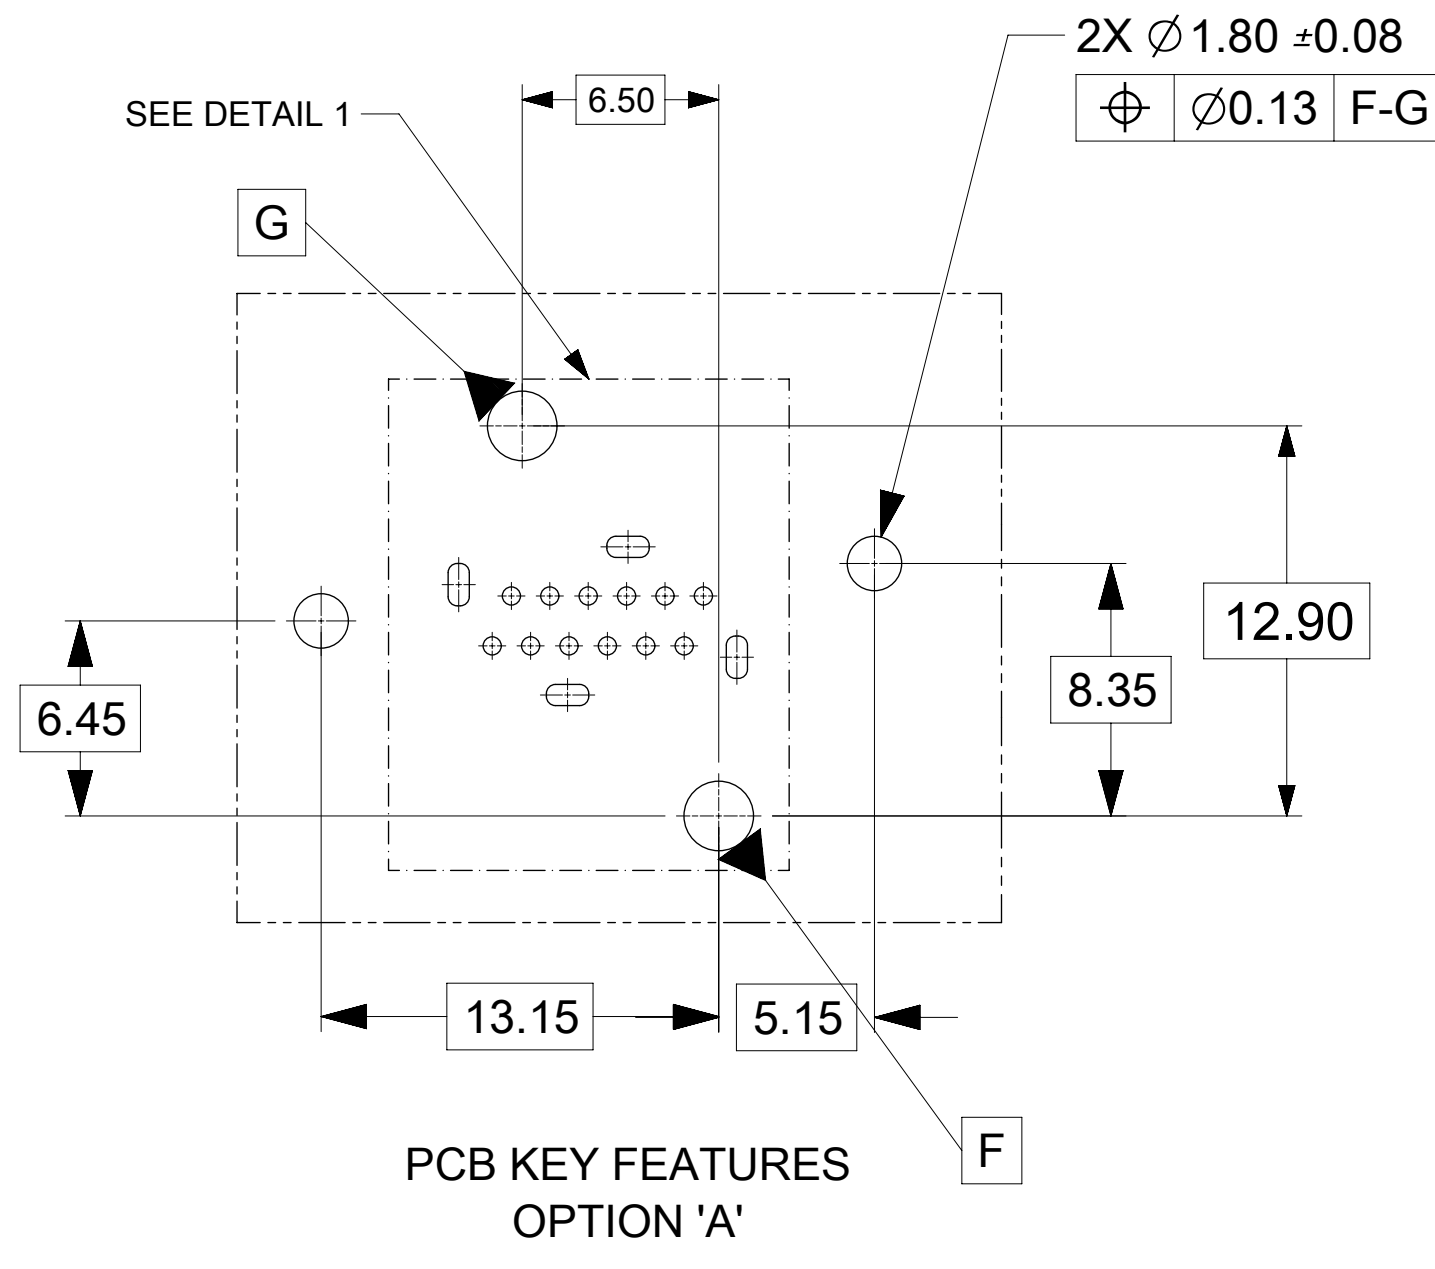 2X ∅1.80 ±0.08
⌖ ∅0.13 F-G
6.50
SEE DETAIL 1
G
12.90
8.35
6.45
13.15
5.15
F
PCB KEY FEATURES
OPTION 'A'